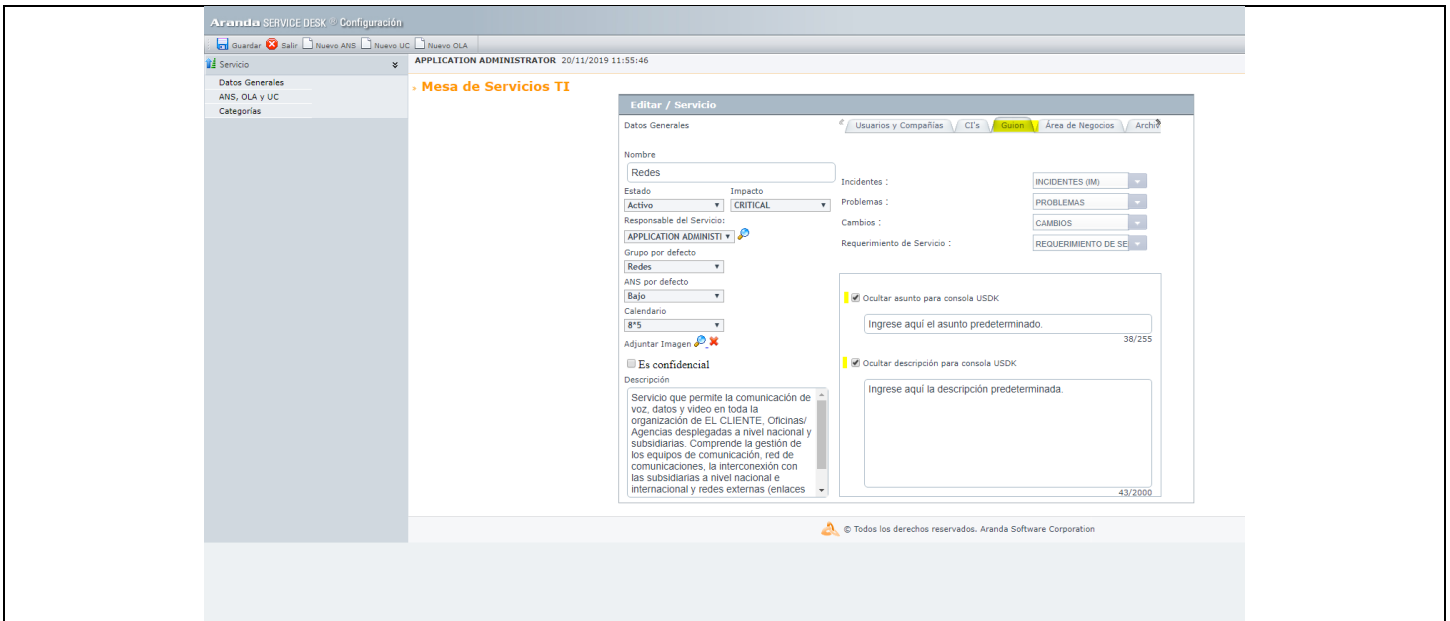 Aranda SERVICE DESK ® Configuración
Guardar Salir Nuevo ANS Nuevo UC Nuevo OLA
Servicio
Datos Generales
ANS, OLA y UC
Categorías
APPLICATION ADMINISTRATOR 20/11/2019 11:55:46
» Mesa de Servicios TI
Editar / Servicio
Datos Generales
Usuarios y Compañías CI's Guion Área de Negocios Archiv
Nombre
Redes
Estado Impacto
Activo CRITICAL
Responsable del Servicio:
APPLICATION ADMINISTI
Grupo por defecto
Redes
ANS por defecto
Bajo
Calendario
8*5
Adjuntar Imagen
Es confidencial
Descripción
Servicio que permite la comunicación de
voz, datos y video en toda la
organización de EL CLIENTE, Oficinas/
Agencias desplegadas a nivel nacional y
subsidiarias. Comprende la gestión de
los equipos de comunicación, red de
comunicaciones, la interconexión con
las subsidiarias a nivel nacional e
internacional y redes externas (enlaces
Incidentes : INCIDENTES (IM)
Problemas : PROBLEMAS
Cambios : CAMBIOS
Requerimiento de Servicio : REQUERIMIENTO DE SE
Ocultar asunto para consola USDK
Ingrese aquí el asunto predeterminado.
38/255
Ocultar descripción para consola USDK
Ingrese aquí la descripción predeterminada.
43/2000
© Todos los derechos reservados. Aranda Software Corporation